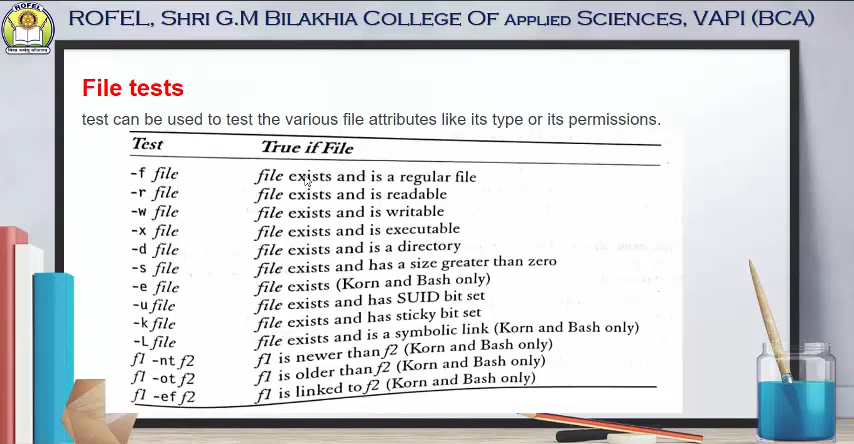 ROFEL, SHRI G.M BILAKHIA COLLEGE OF APPLIED SCIENCES, VAPI (BCA)
ROFEL
File tests
test can be used to test the various file attributes like its type or its permissions.
Test True if File
-f file file exists and is a regular file
-r file file exists and is readable
-w file file exists and is writable
-x file file exists and is executable
-d file file exists and is a directory
-s file file exists and has a size greater than zero
-e file file exists (Korn and Bash only)
-u file file exists and has SUID bit set
-k file file exists and has sticky bit set
-L file file exists and is a symbolic link (Korn and Bash only)
f1 -nt f2 f1 is newer than f2 (Korn and Bash only)
f1 -ot f2 f1 is older than f2 (Korn and Bash only)
f1 -ef f2 f1 is linked to f2 (Korn and Bash only)